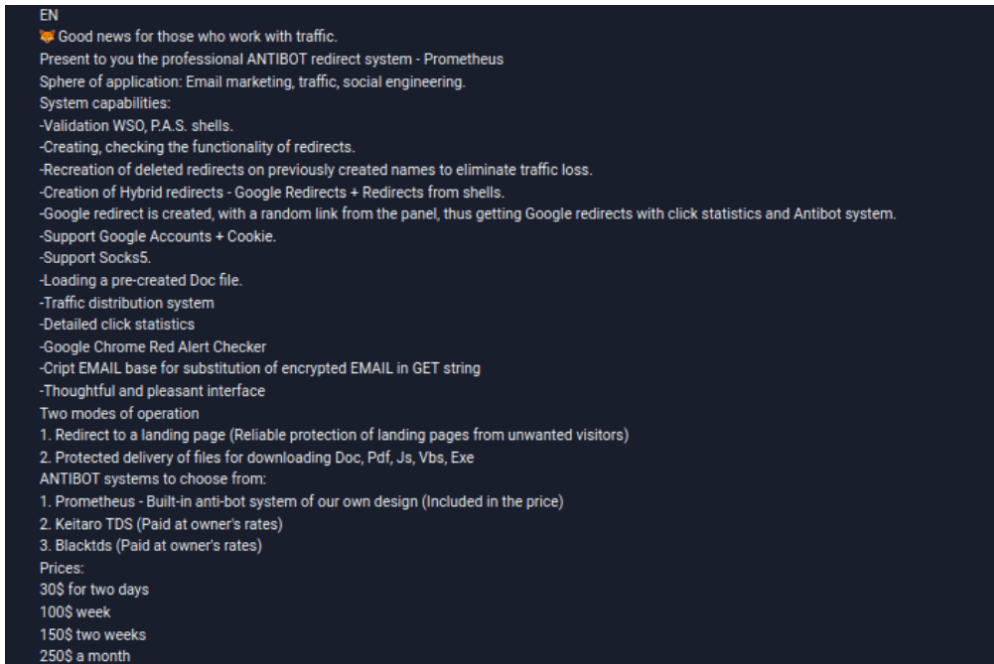 EN
🦊 Good news for those who work with traffic.
Present to you the professional ANTIBOT redirect system - Prometheus
Sphere of application: Email marketing, traffic, social engineering.
System capabilities:
-Validation WSO, P.A.S. shells.
-Creating, checking the functionality of redirects.
-Recreation of deleted redirects on previously created names to eliminate traffic loss.
-Creation of Hybrid redirects - Google Redirects + Redirects from shells.
-Google redirect is created, with a random link from the panel, thus getting Google redirects with click statistics and Antibot system.
-Support Google Accounts + Cookie.
-Support Socks5.
-Loading a pre-created Doc file.
-Traffic distribution system
-Detailed click statistics
-Google Chrome Red Alert Checker
-Cript EMAIL base for substitution of encrypted EMAIL in GET string
-Thoughtful and pleasant interface
Two modes of operation
1. Redirect to a landing page (Reliable protection of landing pages from unwanted visitors)
2. Protected delivery of files for downloading Doc, Pdf, Js, Vbs, Exe
ANTIBOT systems to choose from:
1. Prometheus - Built-in anti-bot system of our own design (Included in the price)
2. Keitaro TDS (Paid at owner's rates)
3. Blacktds (Paid at owner's rates)
Prices:
30$ for two days
100$ week
150$ two weeks
250$ a month